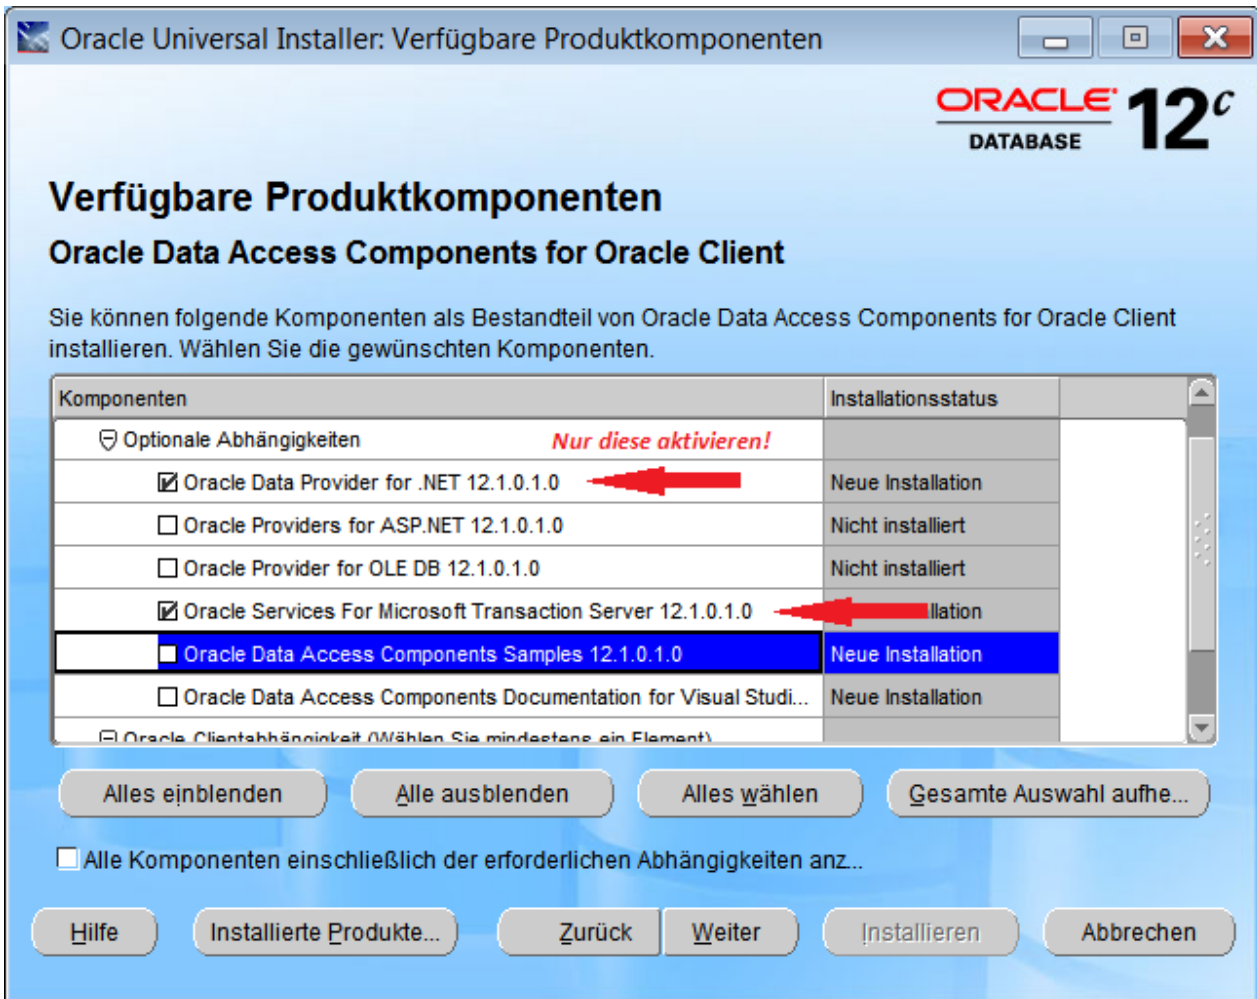 Oracle Universal Installer: Verfügbare Produktkomponenten
ORACLE
DATABASE
12c
Verfügbare Produktkomponenten
Oracle Data Access Components for Oracle Client
Sie können folgende Komponenten als Bestandteil von Oracle Data Access Components for Oracle Client
installieren. Wählen Sie die gewünschten Komponenten.
Komponenten Installationsstatus
Optionale Abhängigkeiten Nur diese aktivieren!
Oracle Data Provider for .NET 12.1.0.1.0 Neue Installation
Oracle Providers for ASP.NET 12.1.0.1.0 Nicht installiert
Oracle Provider for OLE DB 12.1.0.1.0 Nicht installiert
Oracle Services For Microsoft Transaction Server 12.1.0.1.0 llation
Oracle Data Access Components Samples 12.1.0.1.0 Neue Installation
Oracle Data Access Components Documentation for Visual Studi... Neue Installation
Oracle Clientabhängigkeit (Wählen Sie mindestens ein Element)
Alles einblenden Alle ausblenden Alles wählen Gesamte Auswahl aufhe...
Alle Komponenten einschließlich der erforderlichen Abhängigkeiten anz...
Hilfe Installierte Produkte... Zurück Weiter Installieren Abbrechen